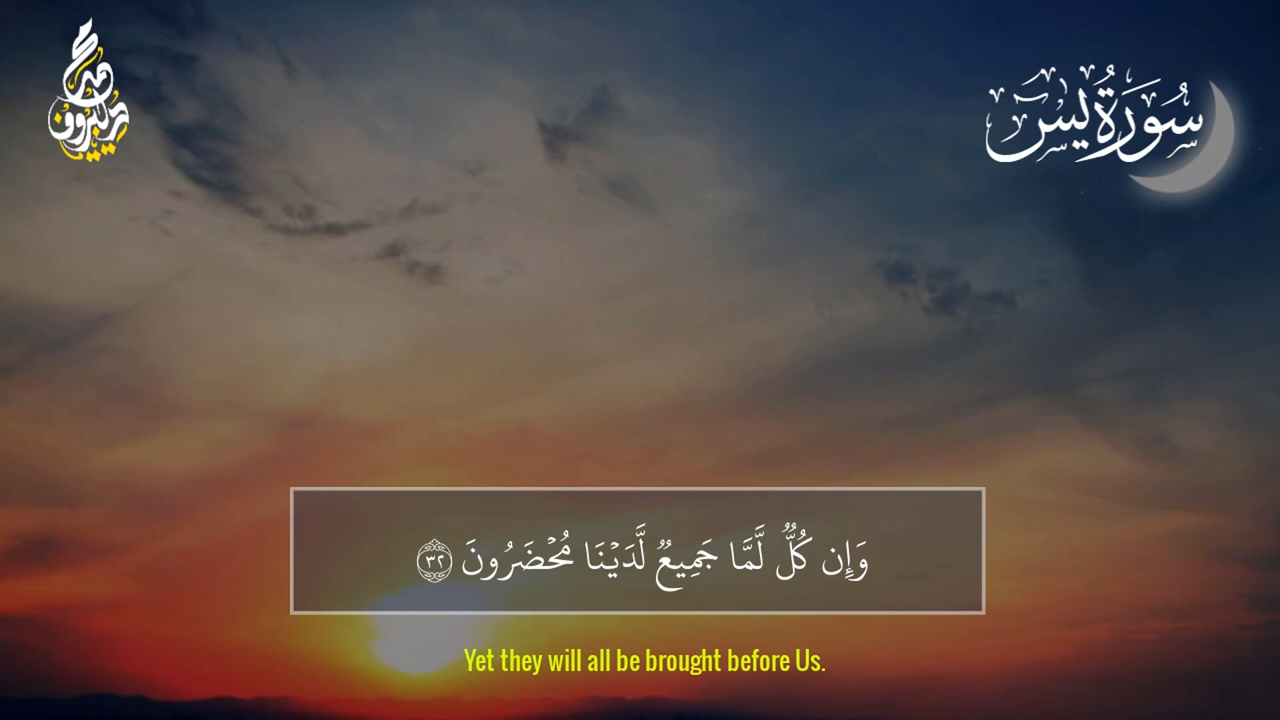 سُورَةُ يسٓ
وَإِن كُلٌّ لَّمَّا جَمِيعٌ لَّدَيْنَا مُحْضَرُونَ ٣٢
Yet they will all be brought before Us.